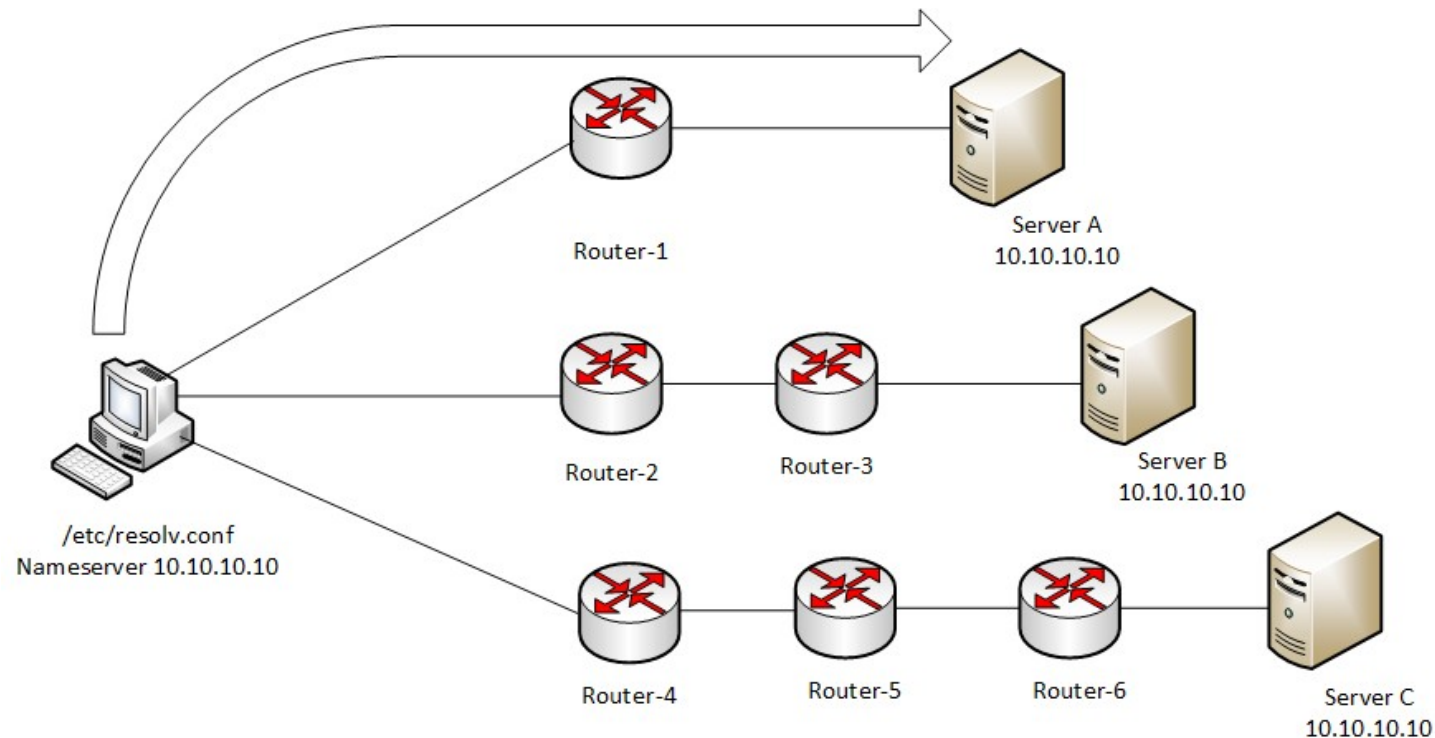 Router-1
Server A
10.10.10.10
Router-2
Router-3
Server B
10.10.10.10
/etc/resolv.conf
Nameserver 10.10.10.10
Router-4
Router-5
Router-6
Server C
10.10.10.10